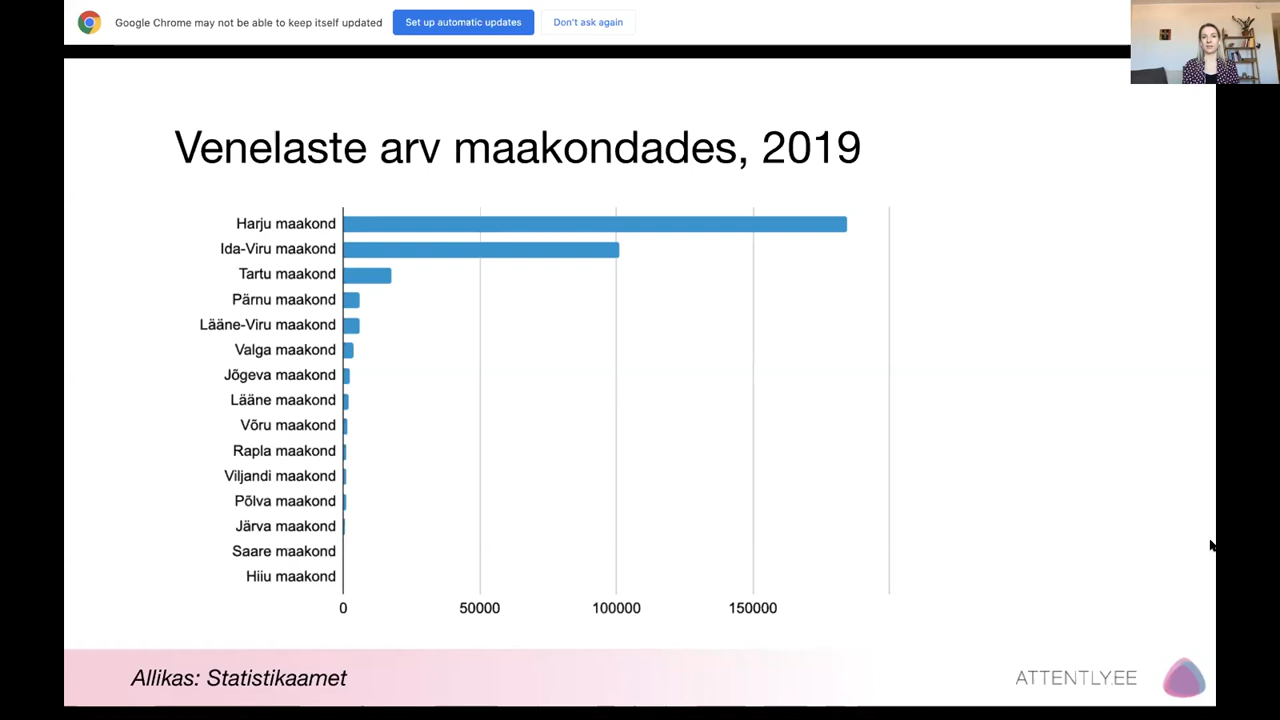 Google Chrome may not be able to keep itself updated
Set up automatic updates
Don't ask again
Venelaste arv maakondades, 2019
Harju maakond
Ida-Viru maakond
Tartu maakond
Pärnu maakond
Lääne-Viru maakond
Valga maakond
Jõgeva maakond
Lääne maakond
Võru maakond
Rapla maakond
Viljandi maakond
Põlva maakond
Järva maakond
Saare maakond
Hiiu maakond
0 50000 100000 150000
Allikas: Statistikaamet
ATTENTLY.EE